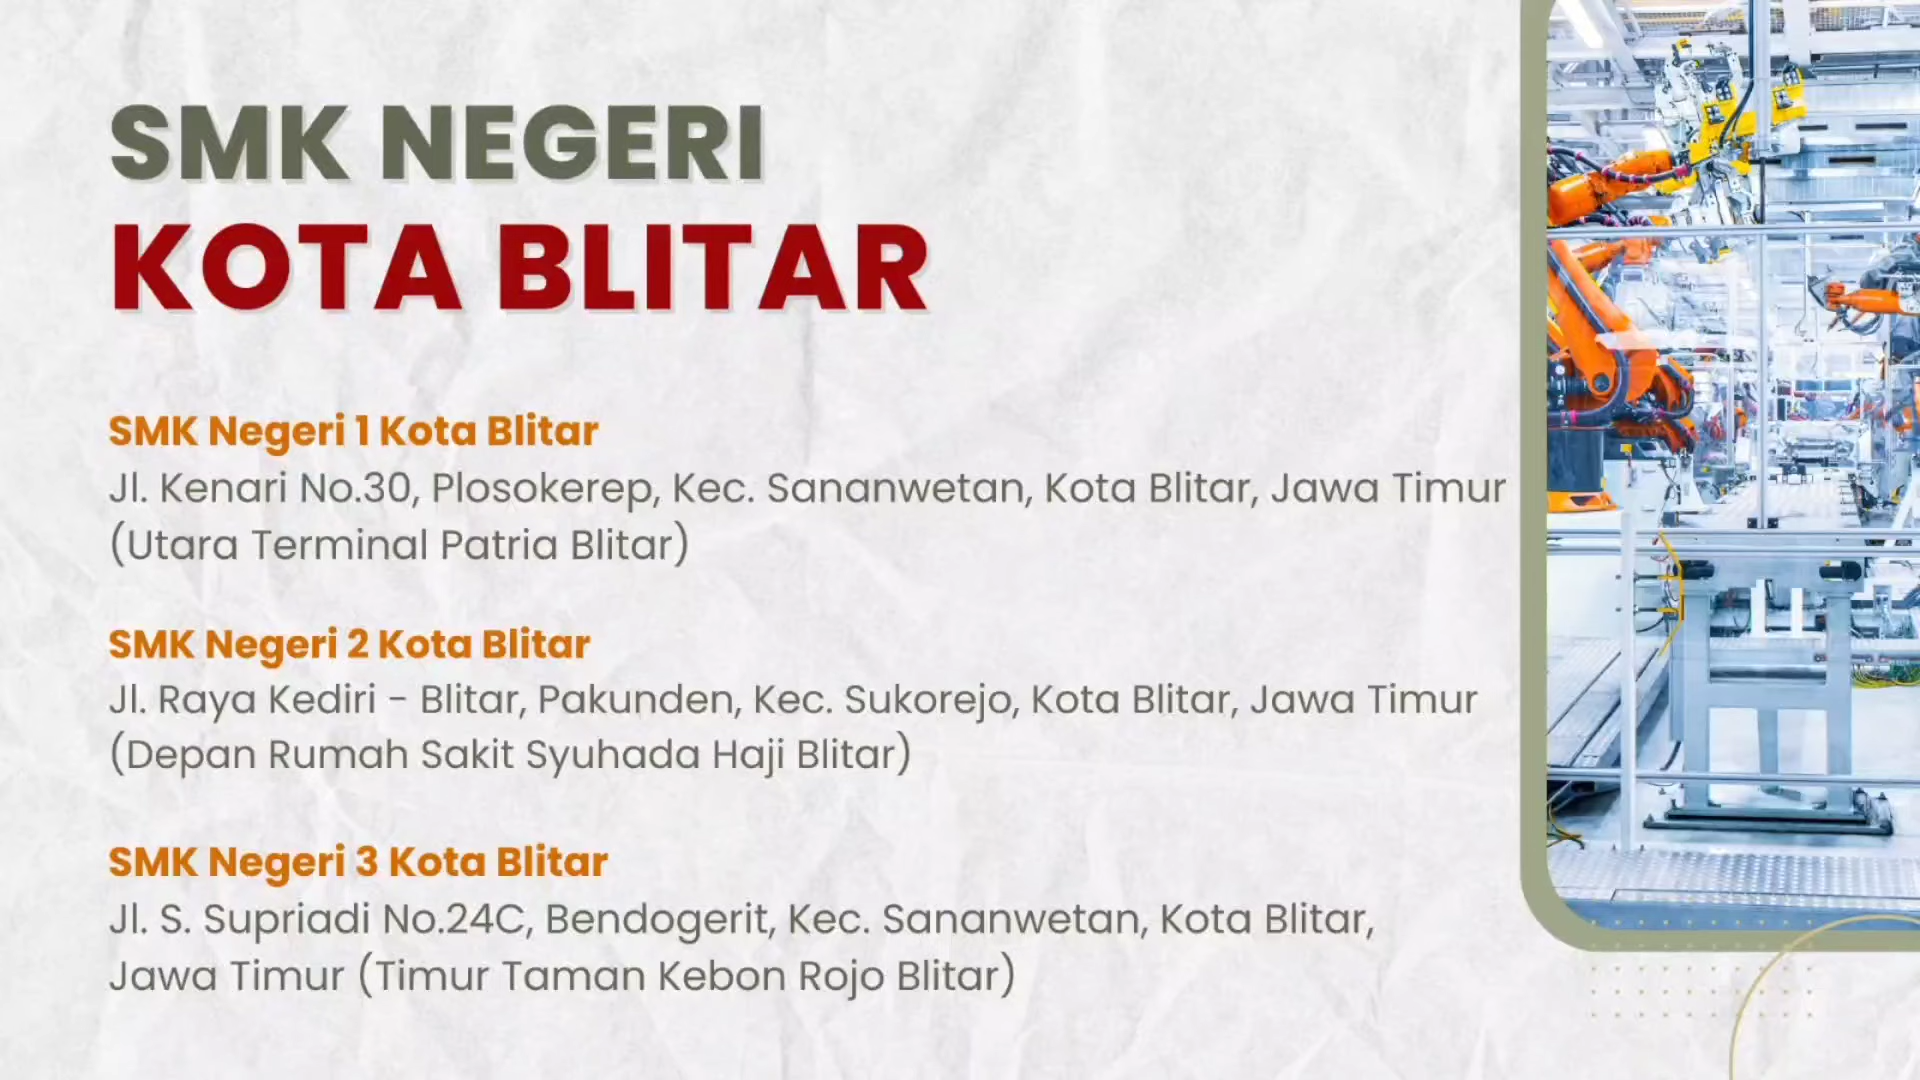 SMK NEGERI
KOTA BLITAR
SMK Negeri 1 Kota Blitar
Jl. Kenari No.30, Plosokerep, Kec. Sananwetan, Kota Blitar, Jawa Timur
(Utara Terminal Patria Blitar)
SMK Negeri 2 Kota Blitar
Jl. Raya Kediri - Blitar, Pakunden, Kec. Sukorejo, Kota Blitar, Jawa Timur
(Depan Rumah Sakit Syuhada Haji Blitar)
SMK Negeri 3 Kota Blitar
Jl. S. Supriadi No.24C, Bendogerit, Kec. Sananwetan, Kota Blitar,
Jawa Timur (Timur Taman Kebon Rojo Blitar)